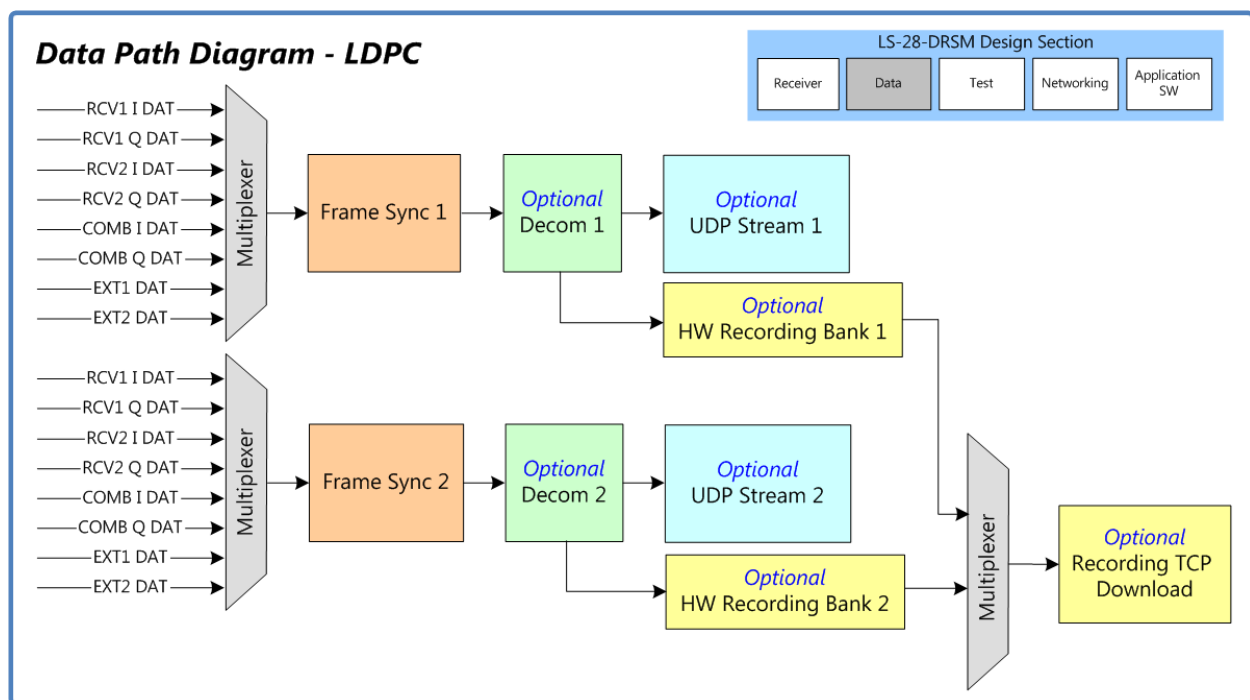 Data Path Diagram - LDPC
LS-28-DRSM Design Section
Receiver
Data
Test
Networking
Application
SW
RCV1 I DAT
RCV1 Q DAT
RCV2 I DAT
RCV2 Q DAT
COMB I DAT
COMB Q DAT
EXT1 DAT
EXT2 DAT
Multiplexer
Frame Sync 1
Optional
Decom 1
Optional
UDP Stream 1
Optional
HW Recording Bank 1
RCV1 I DAT
RCV1 Q DAT
RCV2 I DAT
RCV2 Q DAT
COMB I DAT
COMB Q DAT
EXT1 DAT
EXT2 DAT
Multiplexer
Frame Sync 2
Optional
Decom 2
Optional
UDP Stream 2
Optional
HW Recording Bank 2
Multiplexer
Optional
Recording TCP
Download